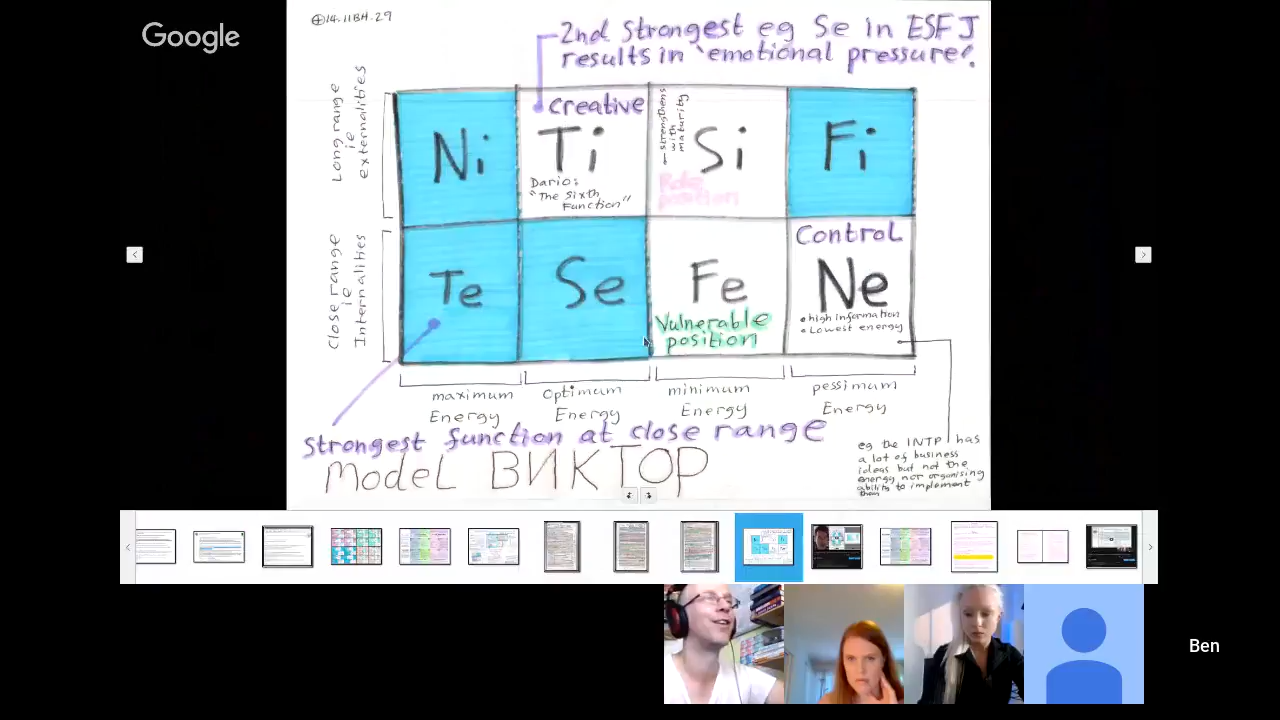 Google
⊕14.11BH.29
2nd Strongest eg Se in ESFJ
results in 'emotional pressure'.
Long range
ie
externalities
Ni
Creative
Ti
Dario:
"The Sixth
Function"
strengthens
with
maturity
Si
Role
position
Fi
Close range
ie
Internalities
Te
Se
Fe
Vulnerable
position
Control
Ne
• high information
• Lowest energy
maximum
Energy
Optimum
Energy
minimum
Energy
pessimum
Energy
Strongest function at close range
Model ВИКТОР
eg the INTP has
a lot of business
ideas but not the
energy nor organising
ability to implement
them
Ben